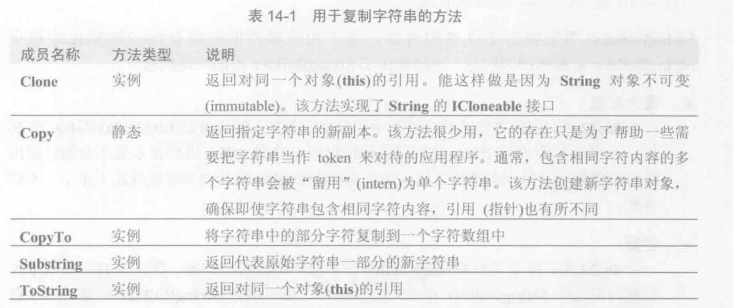 表 14-1 用于复制字符串的方法
成员名称 方法类型 说明
Clone 实例 返回对同一个对象(this)的引用。能这样做是因为 String 对象不可变
(immutable)。该方法实现了 String 的 ICloneable 接口
Copy 静态 返回指定字符串的新副本。该方法很少用，它的存在只是为了帮助一些需
要把字符串当作 token 来对待的应用程序。通常，包含相同字符内容的多
个字符串会被“留用”(intern)为单个字符串。该方法创建新字符串对象，
确保即使字符串包含相同字符内容，引用 (指针)也有所不同
CopyTo 实例 将字符串中的部分字符复制到一个字符数组中
Substring 实例 返回代表原始字符串一部分的新字符串
ToString 实例 返回对同一个对象(this)的引用